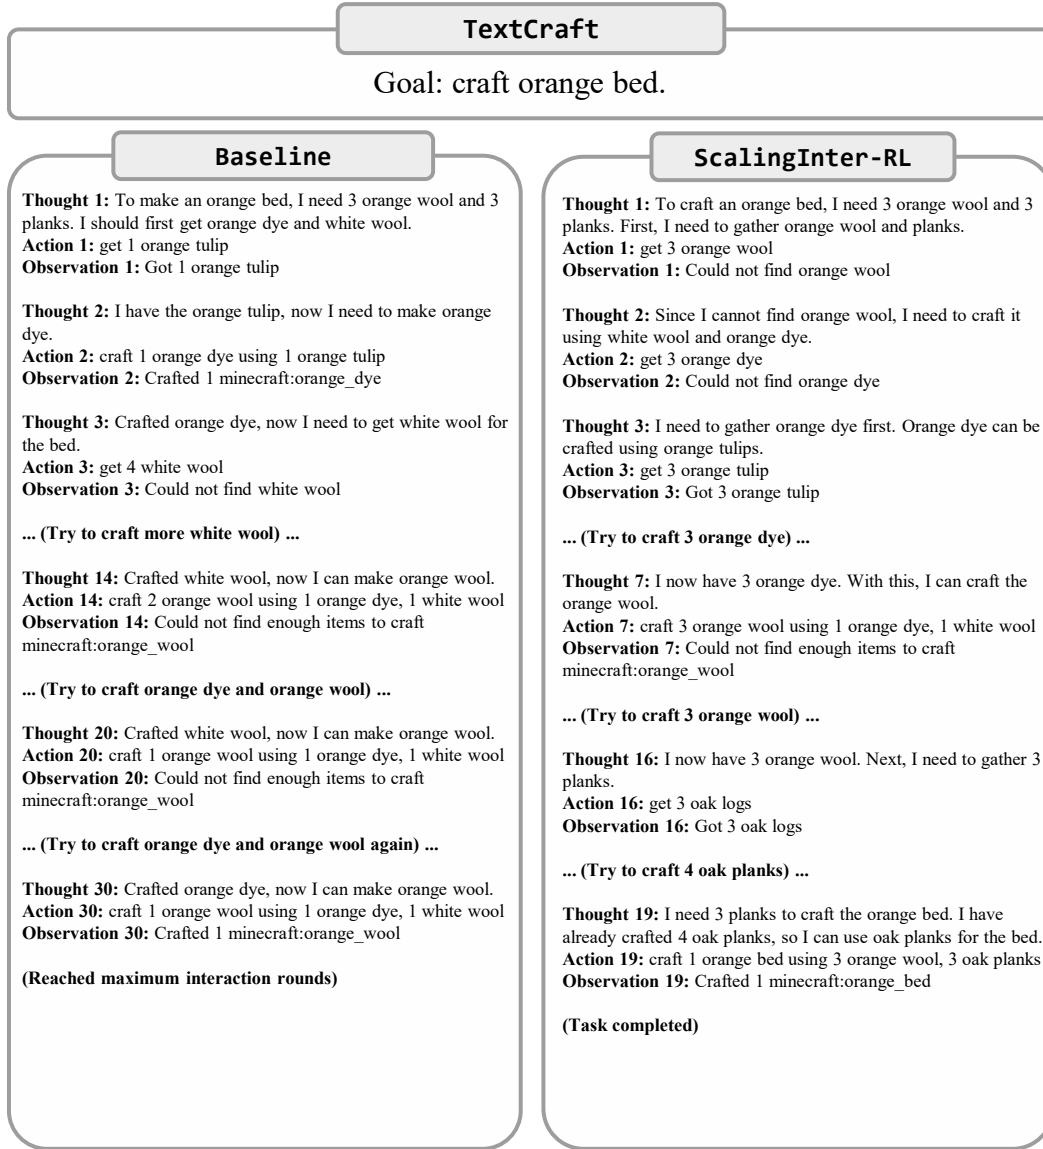 TextCraft
Goal: craft orange bed.
Baseline
Thought 1: To make an orange bed, I need 3 orange wool and 3
planks. I should first get orange dye and white wool.
Action 1: get 1 orange tulip
Observation 1: Got 1 orange tulip
Thought 2: I have the orange tulip, now I need to make orange
dye.
Action 2: craft 1 orange dye using 1 orange tulip
Observation 2: Crafted 1 minecraft:orange_dye
Thought 3: Crafted orange dye, now I need to get white wool for
the bed.
Action 3: get 4 white wool
Observation 3: Could not find white wool
... (Try to craft more white wool) ...
Thought 14: Crafted white wool, now I can make orange wool.
Action 14: craft 2 orange wool using 1 orange dye, 1 white wool
Observation 14: Could not find enough items to craft
minecraft:orange_wool
... (Try to craft orange dye and orange wool) ...
Thought 20: Crafted white wool, now I can make orange wool.
Action 20: craft 1 orange wool using 1 orange dye, 1 white wool
Observation 20: Could not find enough items to craft
minecraft:orange_wool
... (Try to craft orange dye and orange wool again) ...
Thought 30: Crafted orange dye, now I can make orange wool.
Action 30: craft 1 orange wool using 1 orange dye, 1 white wool
Observation 30: Crafted 1 minecraft:orange_wool
(Reached maximum interaction rounds)
ScalingInter-RL
Thought 1: To craft an orange bed, I need 3 orange wool and 3
planks. First, I need to gather orange wool and planks.
Action 1: get 3 orange wool
Observation 1: Could not find orange wool
Thought 2: Since I cannot find orange wool, I need to craft it
using white wool and orange dye.
Action 2: get 3 orange dye
Observation 2: Could not find orange dye
Thought 3: I need to gather orange dye first. Orange dye can be
crafted using orange tulips.
Action 3: get 3 orange tulip
Observation 3: Got 3 orange tulip
... (Try to craft 3 orange dye) ...
Thought 7: I now have 3 orange dye. With this, I can craft the
orange wool.
Action 7: craft 3 orange wool using 1 orange dye, 1 white wool
Observation 7: Could not find enough items to craft
minecraft:orange_wool
... (Try to craft 3 orange wool) ...
Thought 16: I now have 3 orange wool. Next, I need to gather 3
planks.
Action 16: get 3 oak logs
Observation 16: Got 3 oak logs
... (Try to craft 4 oak planks) ...
Thought 19: I need 3 planks to craft the orange bed. I have
already crafted 4 oak planks, so I can use oak planks for the bed.
Action 19: craft 1 orange bed using 3 orange wool, 3 oak planks
Observation 19: Crafted 1 minecraft:orange_bed
(Task completed)